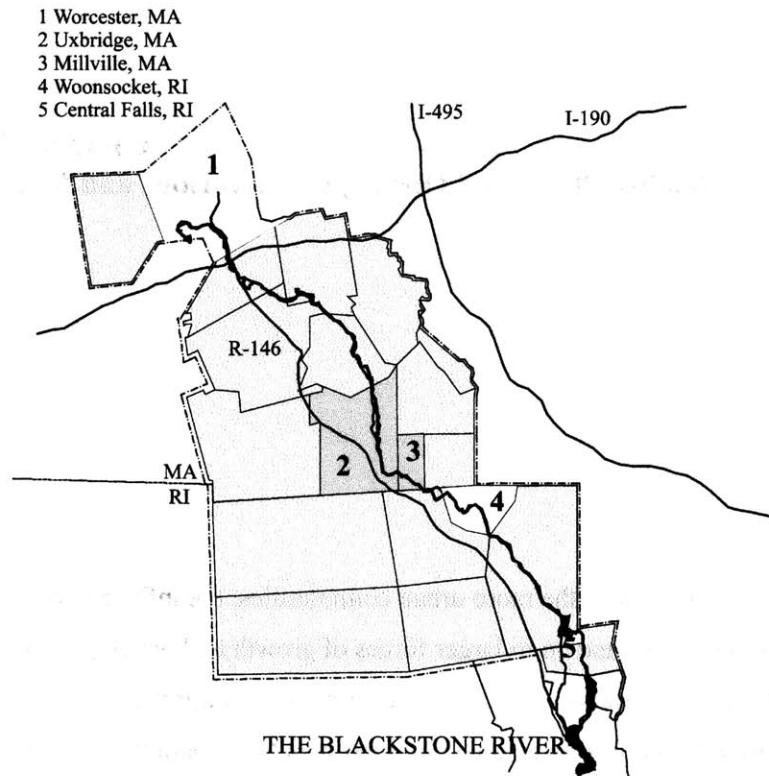 1 Worcester, MA
2 Uxbridge, MA
3 Millville, MA
4 Woonsocket, RI
5 Central Falls, RI
I-495
I-190
1
R-146
2
3
MA
RI
4
5
THE BLACKSTONE RIVER